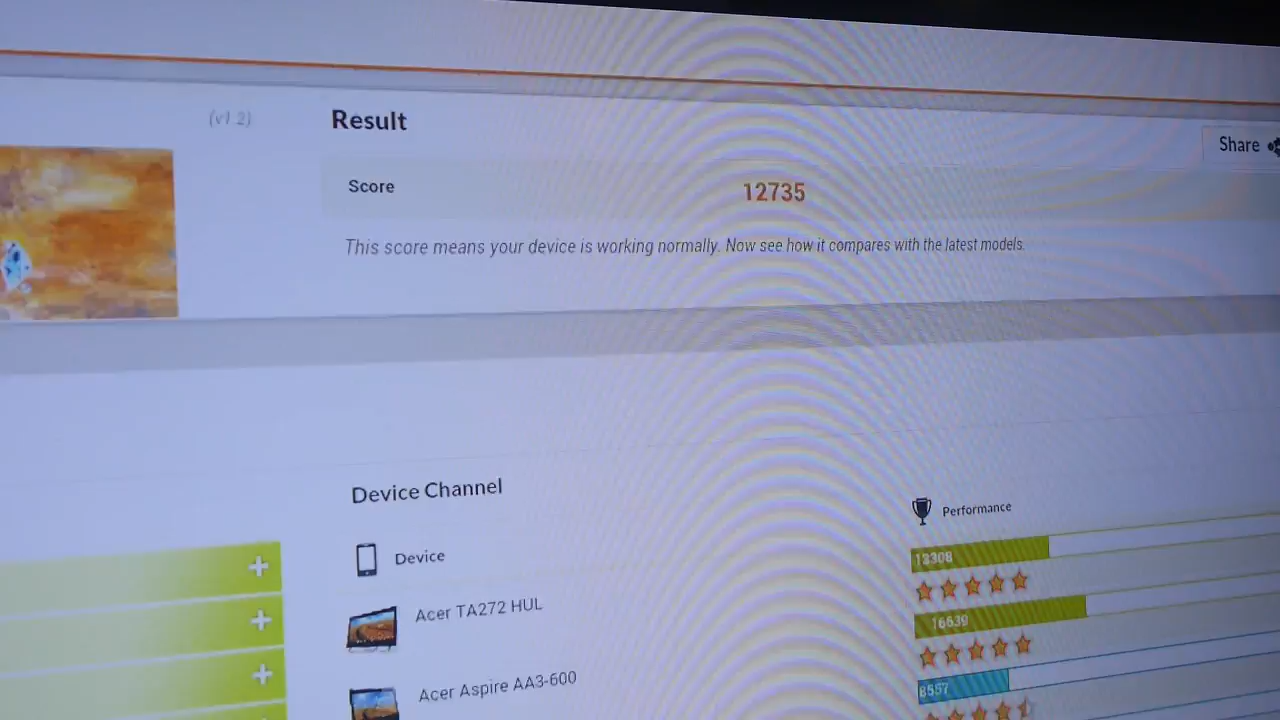 (v1.2)
Result
Share
Score
12735
This score means your device is working normally. Now see how it compares with the latest models.
Device Channel
Performance
Device
Acer TA272 HUL
16639
Acer Aspire AA3-600
8557